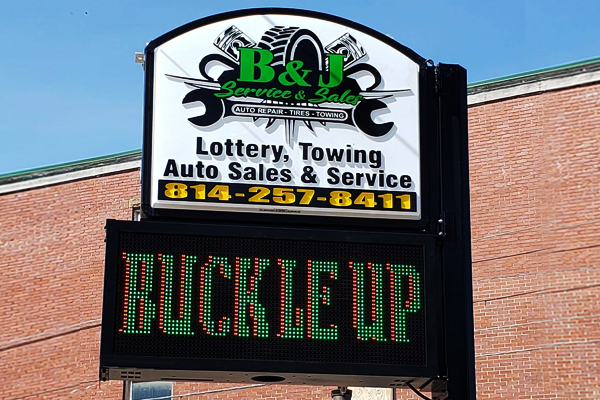 B&J
Service & Sales
AUTO REPAIR - TIRES - TOWING
Lottery, Towing
Auto Sales & Service
814-257-8411
BUCKLE UP